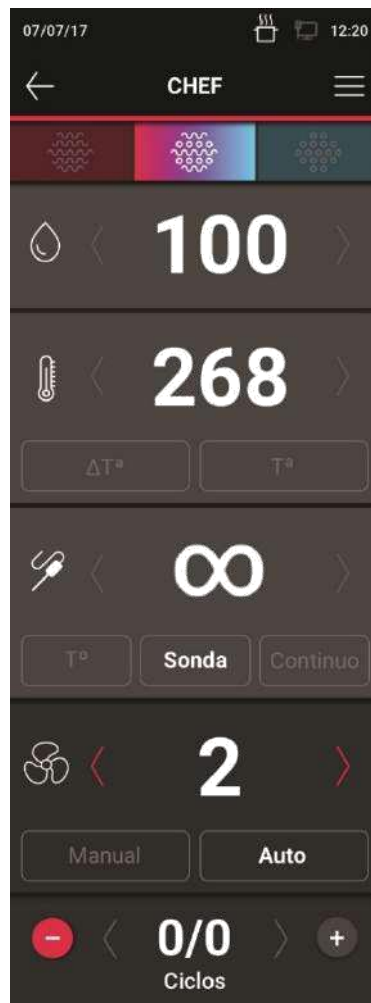 07/07/17 12:20
CHEF
100
268
ΔTª Tª
∞
Tº Sonda Continuo
2
Manual Auto
- 0/0 +
Ciclos